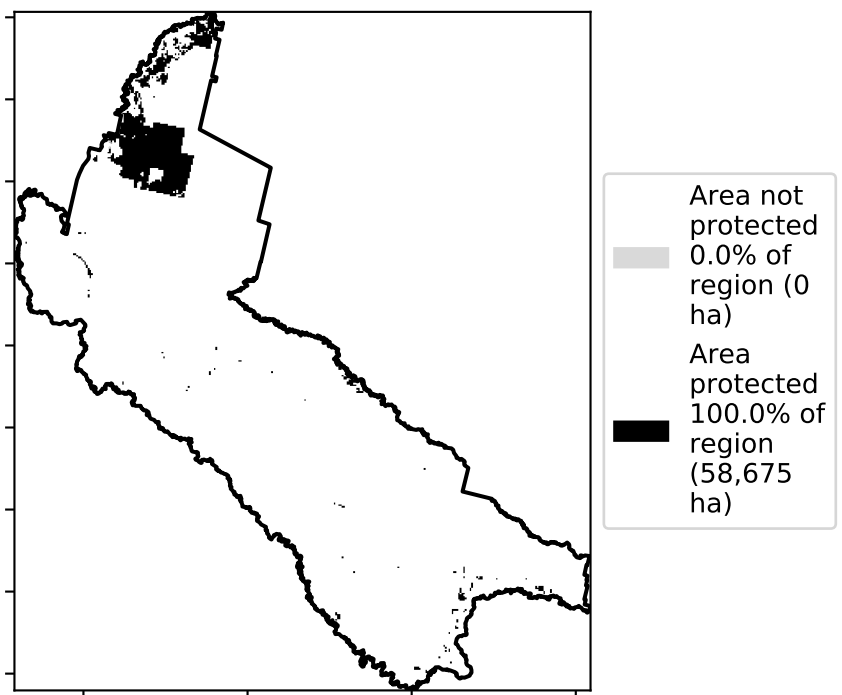 Area not
protected
0.0% of
region (0
ha)
Area
protected
100.0% of
region
(58,675
ha)